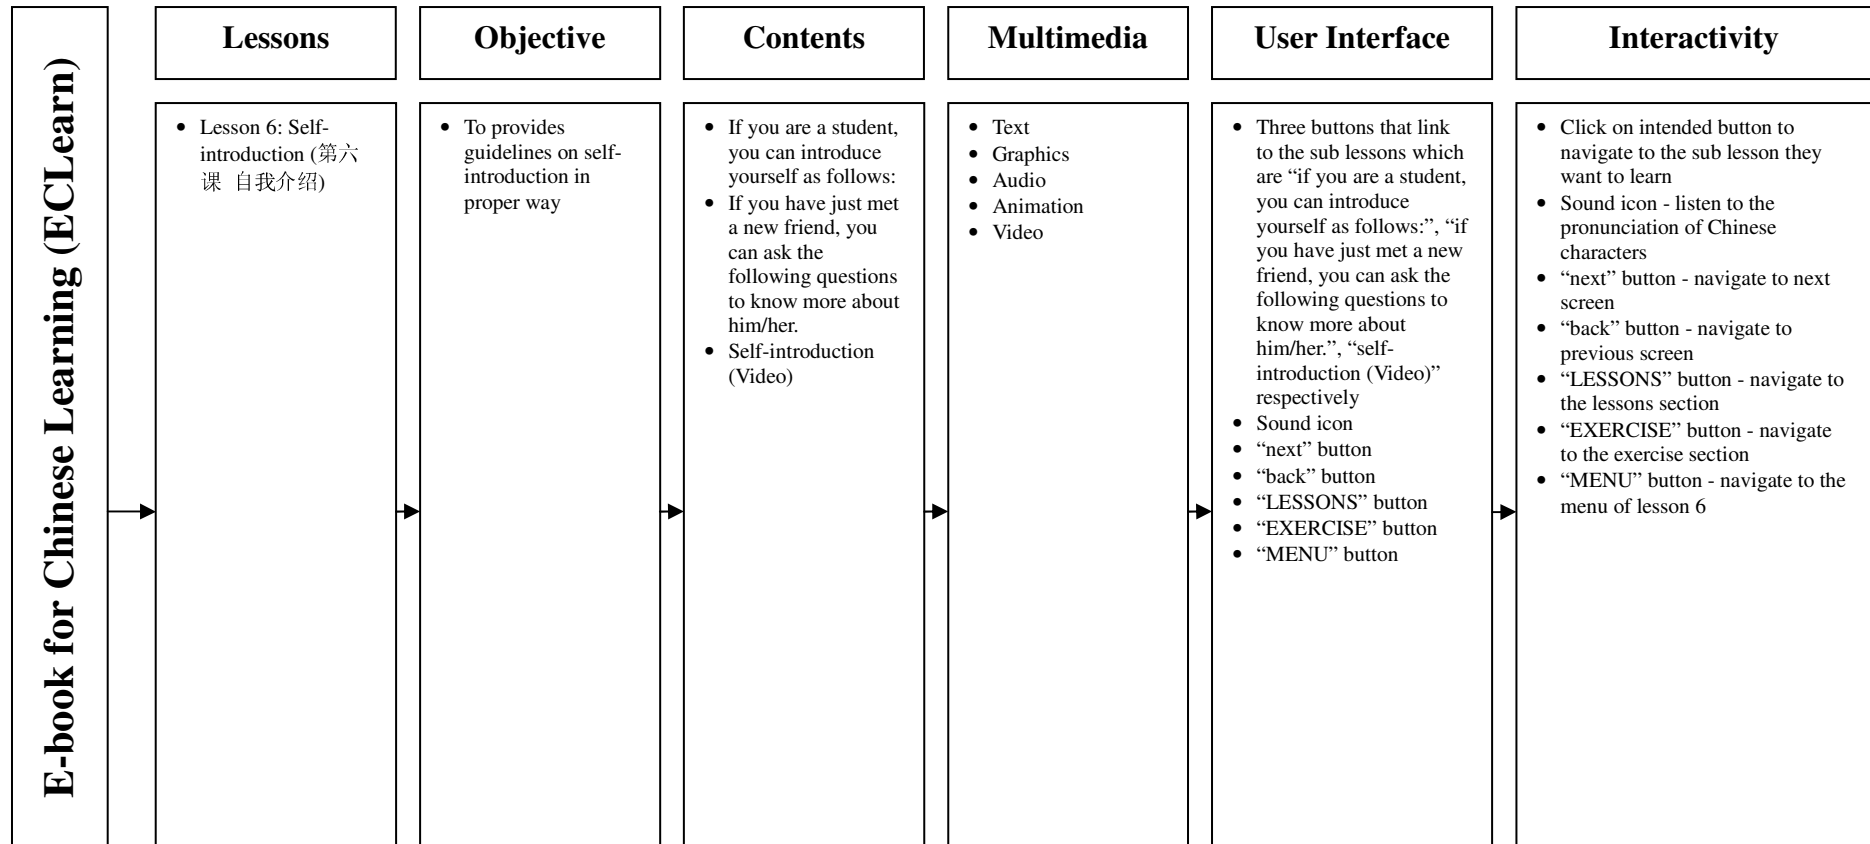 E-book for Chinese Learning (ECLearn)
Lessons
• Lesson 6: Self-
introduction (第六
课 自我介绍)
Objective
• To provides
guidelines on self-
introduction in
proper way
Contents
• If you are a student,
you can introduce
yourself as follows:
• If you have just met
a new friend, you
can ask the
following questions
to know more about
him/her.
• Self-introduction
(Video)
Multimedia
• Text
• Graphics
• Audio
• Animation
• Video
User Interface
• Three buttons that link
to the sub lessons which
are “if you are a student,
you can introduce
yourself as follows:”, “if
you have just met a new
friend, you can ask the
following questions to
know more about
him/her.”, “self-
introduction (Video)”
respectively
• Sound icon
• “next” button
• “back” button
• “LESSONS” button
• “EXERCISE” button
• “MENU” button
Interactivity
• Click on intended button to
navigate to the sub lesson they
want to learn
• Sound icon - listen to the
pronunciation of Chinese
characters
• “next” button - navigate to next
screen
• “back” button - navigate to
previous screen
• “LESSONS” button - navigate to
the lessons section
• “EXERCISE” button - navigate
to the exercise section
• “MENU” button - navigate to the
menu of lesson 6